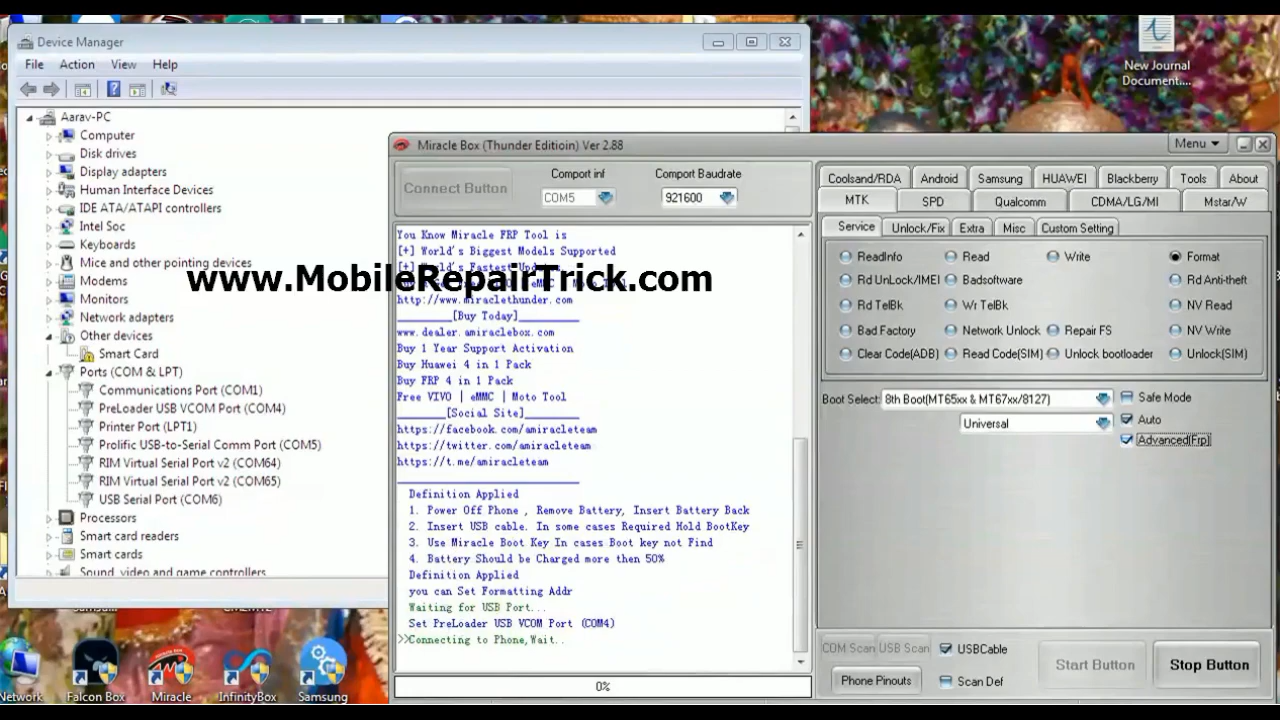 Device Manager
File Action View Help
Aarav-PC
Computer
Disk drives
Display adapters
Human Interface Devices
IDE ATA/ATAPI controllers
Intel Soc
Keyboards
Mice and other pointing devices
Modems
Monitors
Network adapters
Other devices
Smart Card
Ports (COM & LPT)
Communications Port (COM1)
PreLoader USB VCOM Port (COM4)
Printer Port (LPT1)
Prolific USB-to-Serial Comm Port (COM5)
RIM Virtual Serial Port v2 (COM64)
RIM Virtual Serial Port v2 (COM65)
USB Serial Port (COM6)
Processors
Smart card readers
Smart cards
Sound, video and game controllers
www.MobileRepairTrick.com
New Journal
Document....
Miracle Box (Thunder Editioin) Ver 2.88
Menu
Connect Button
Comport inf
COM5
Comport Baudrate
921600
You Know Miracle FRP Tool is
[+] World's Biggest Models Supported
http://www.miraclethunder.com
[Buy Today]
www.dealer.amiraclebox.com
Buy 1 Year Support Activation
Buy Huawei 4 in 1 Pack
Buy FRP 4 in 1 Pack
Free VIVO | eMMC | Moto Tool
[Social Site]
https://facebook.com/amiracleteam
https://twitter.com/amiracleteam
https://t.me/amiracleteam
Definition Applied
1. Power Off Phone , Remove Battery, Insert Battery Back
2. Insert USB cable. In some cases Required Hold BootKey
3. Use Miracle Boot Key In cases Boot key not Find
4. Battery Should be Charged more then 50%
Definition Applied
you can Set Formatting Addr
Waiting for USB Port...
Set PreLoader USB VCOM Port (COM4)
>>Connecting to Phone,Wait..
0%
Coolsand/RDA Android Samsung HUAWEI Blackberry Tools About
MTK SPD Qualcomm CDMA/LG/MI Mstar/W
Service Unlock/Fix Extra Misc Custom Setting
ReadInfo Read Write Format
Rd UnLock/IMEI Badsoftware Rd Anti-theft
Rd TelBk Wr TelBk NV Read
Bad Factory Network Unlock Repair FS NV Write
Clear Code(ADB) Read Code(SIM) Unlock bootloader Unlock(SIM)
Boot Select: 8th Boot(MT65xx & MT67xx/8127) Safe Mode
Auto
Universal
Advanced(Frp)
COM Scan USB Scan USBCable
Start Button Stop Button
Phone Pinouts Scan Def
Network
Falcon Box
Miracle
InfinityBox
Samsung